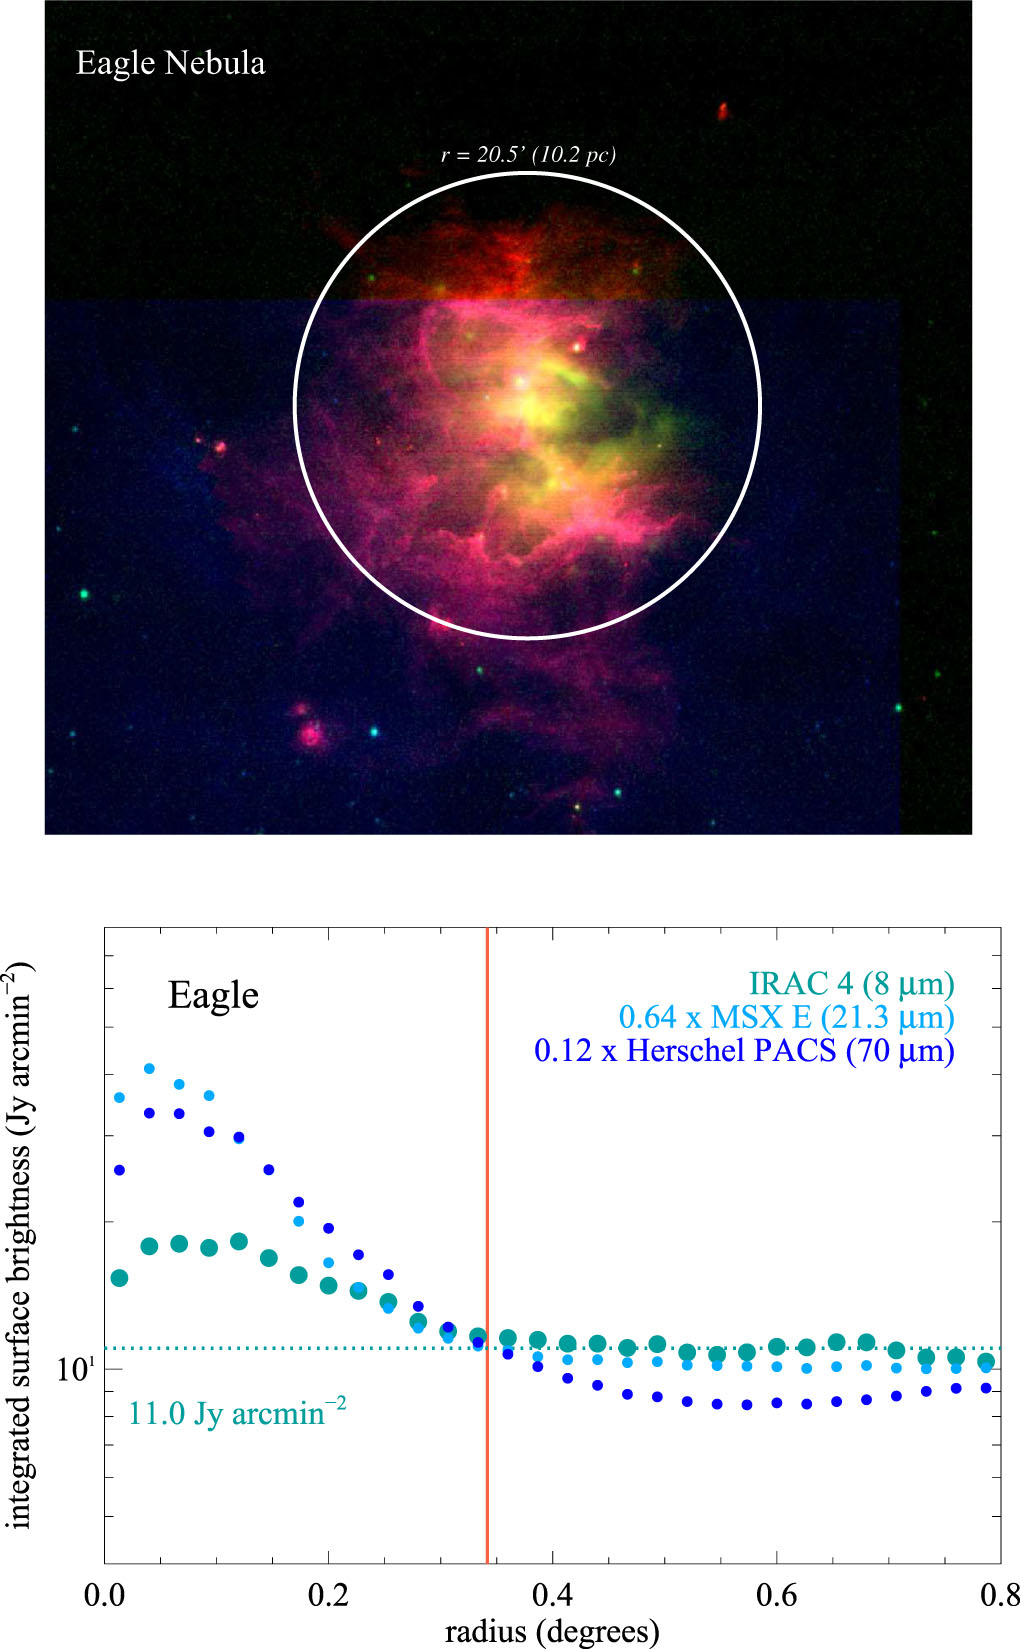 Eagle Nebula
r = 20.5’ (10.2 pc)
Eagle
IRAC 4 (8 μm)
0.64 x MSX E (21.3 μm)
0.12 x Herschel PACS (70 μm)
integrated surface brightness (Jy arcmin⁻²)
10¹
11.0 Jy arcmin⁻²
0.0 0.2 0.4 0.6 0.8
radius (degrees)